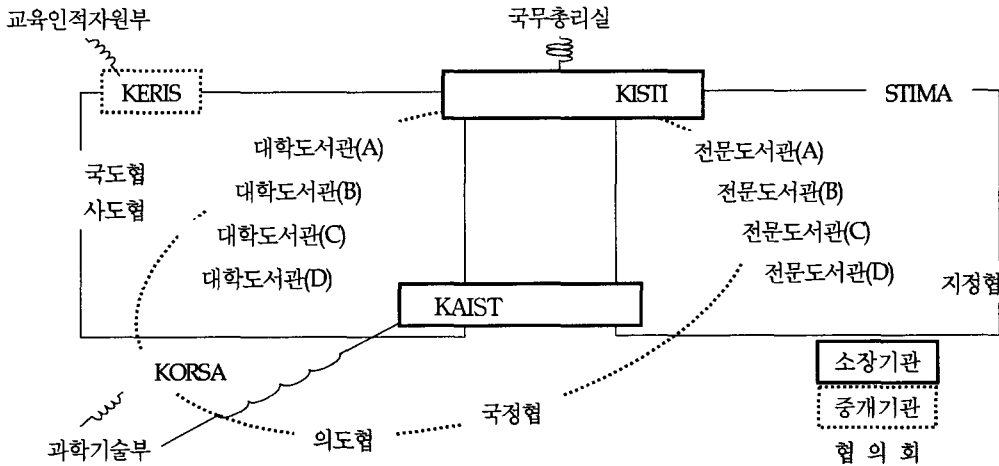 교육인적자원부
국무총리실
KERIS
KISTI
STIMA
대학도서관(A)
전문도서관(A)
국도협
대학도서관(B)
전문도서관(B)
사도협
대학도서관(C)
전문도서관(C)
대학도서관(D)
전문도서관(D)
지정협
KAIST
소장기관
KORSA
중개기관
국정협
과학기술부
의도협
협 의 회